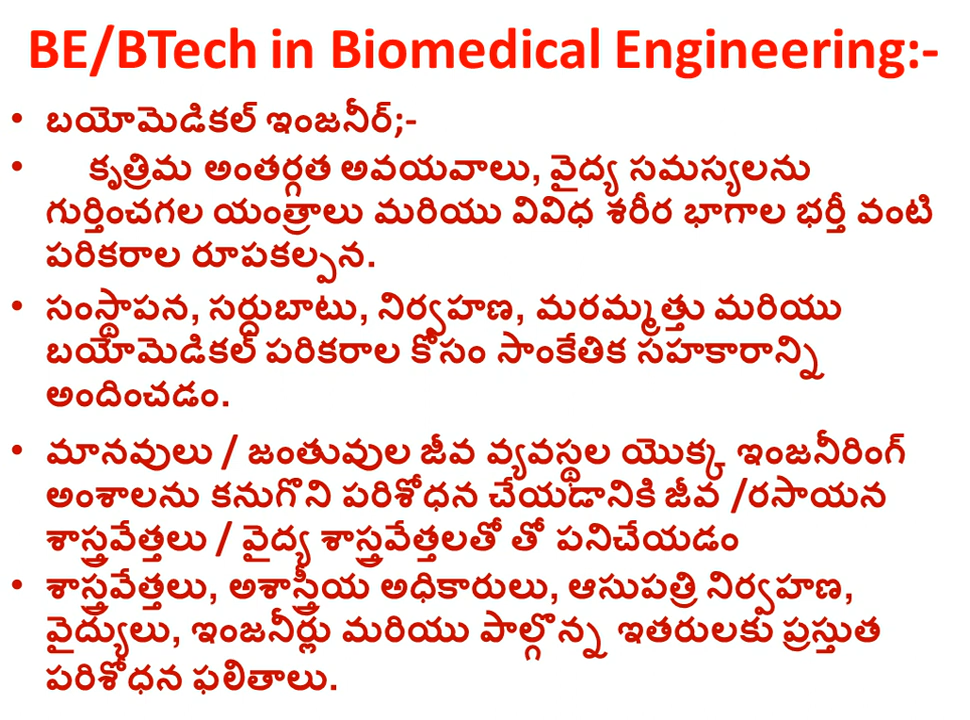 BE/BTech in Biomedical Engineering:-
• బయోమెడికల్ ఇంజనీర్;-
• కృత్రిమ అంతర్గత అవయవాలు, వైద్య సమస్యలను
గుర్తించగల యంత్రాలు మరియు వివిధ శరీర భాగాల భర్తీ వంటి
పరికరాల రూపకల్పన.
• సంస్థాపన, సర్దుబాటు, నిర్వహణ, మరమ్మత్తు మరియు
బయోమెడికల్ పరికరాల కోసం సాంకేతిక సహకారాన్ని
అందించడం.
• మానవులు / జంతువుల జీవ వ్యవస్థల యొక్క ఇంజనీరింగ్
అంశాలను కనుగొని పరిశోధన చేయడానికి జీవ /రసాయన
శాస్త్రవేత్తలు / వైద్య శాస్త్రవేత్తలతో తో పనిచేయడం
• శాస్త్రవేత్తలు, అశాస్త్రీయ అధికారులు, ఆసుపత్రి నిర్వహణ,
వైద్యులు, ఇంజనీర్లు మరియు పాల్గొన్న ఇతరులకు ప్రస్తుత
పరిశోధన ఫలితాలు.